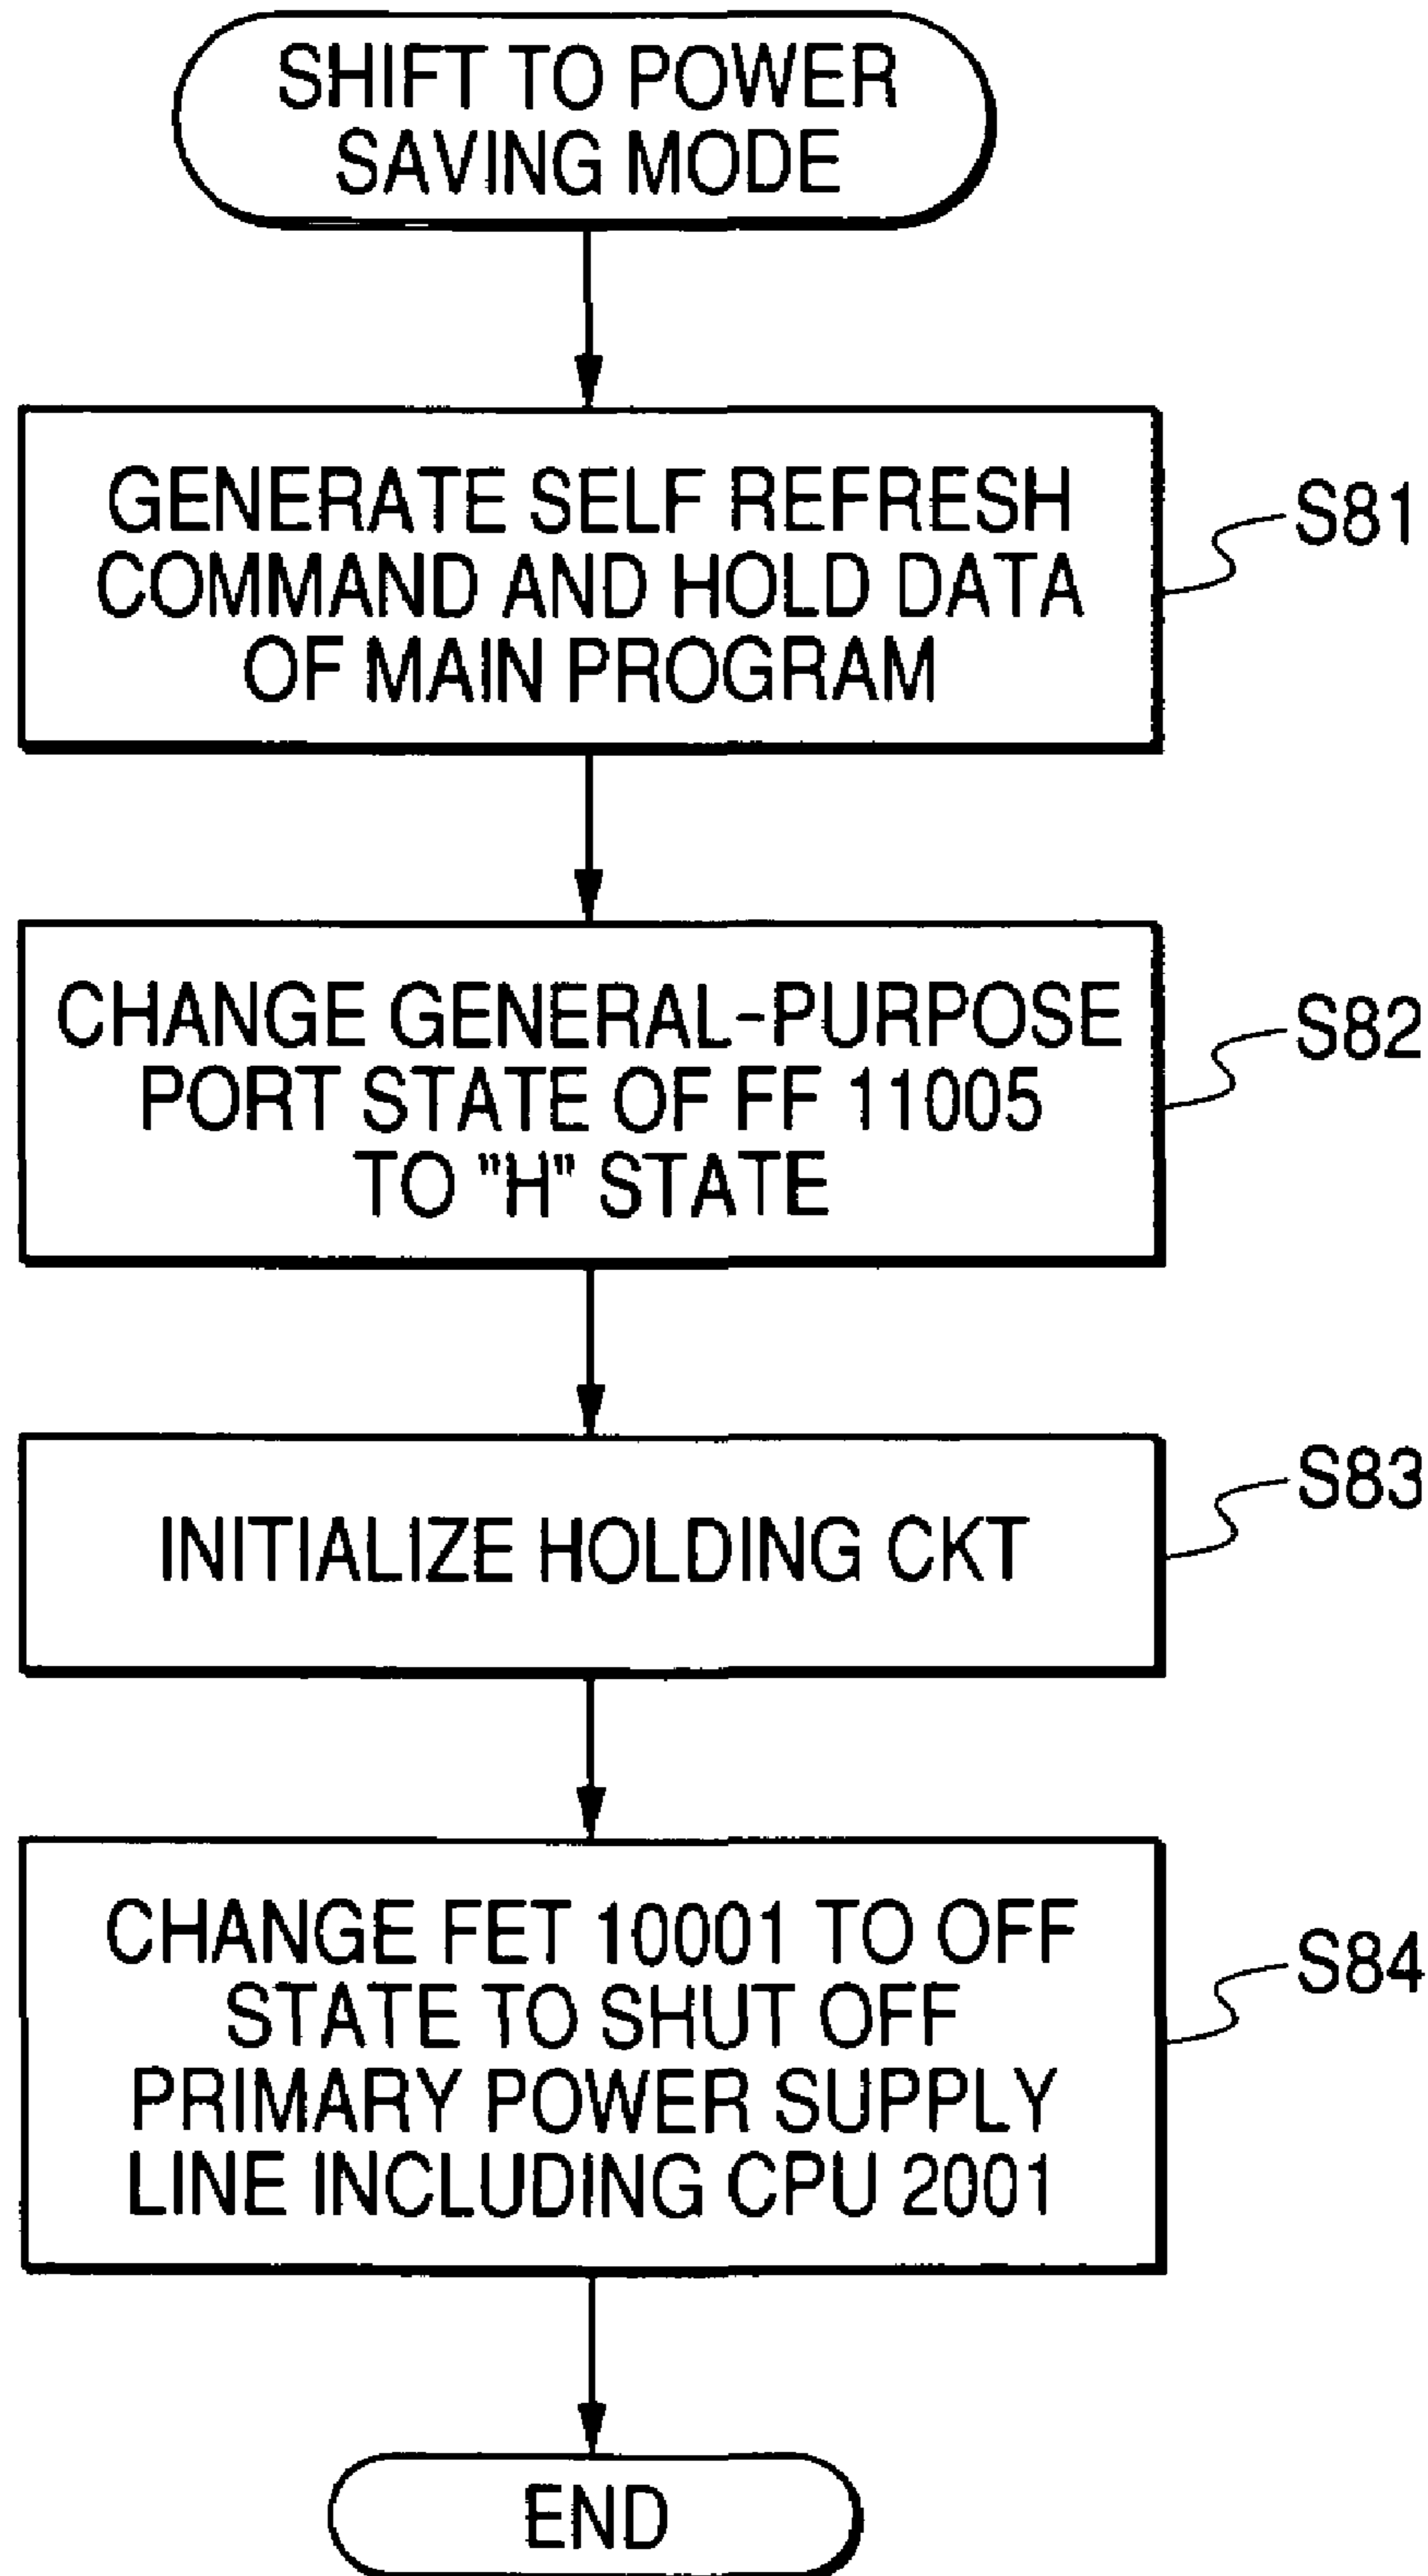 SHIFT TO POWER
SAVING MODE
GENERATE SELF REFRESH
COMMAND AND HOLD DATA
OF MAIN PROGRAM
S81
CHANGE GENERAL-PURPOSE
PORT STATE OF FF 11005
TO "H" STATE
S82
INITIALIZE HOLDING CKT
S83
CHANGE FET 10001 TO OFF
STATE TO SHUT OFF
PRIMARY POWER SUPPLY
LINE INCLUDING CPU 2001
S84
END